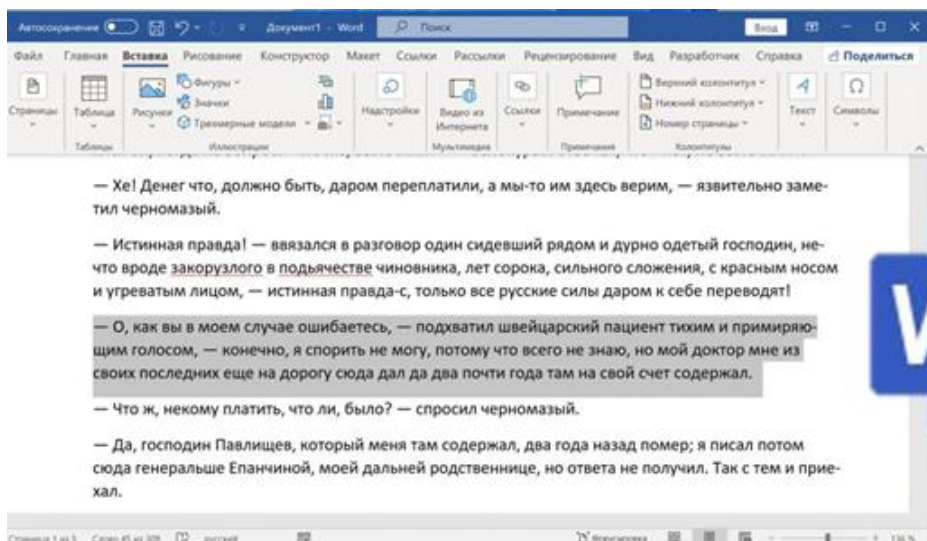 Автосохранение Документ1 - Word Поиск Вход
Файл Главная Вставка Рисование Конструктор Макет Ссылки Рассылки Рецензирование Вид Разработчик Справка Поделиться
Страницы Таблица Рисунки Фигуры Значки Трехмерные модели Надстройки Видео из Интернета Ссылки Примечание Верхний колонтитул Нижний колонтитул Номер страницы Текст Символы
Таблицы Иллюстрации Мультимедиа Примечания Колонтитулы
— Хе! Денег что, должно быть, даром переплатили, а мы-то им здесь верим, — язвительно заме-
тил черномазый.
— Истинная правда! — ввязался в разговор один сидевший рядом и дурно одетый господин, не-
что вроде закорузлого в подьячестве чиновника, лет сорока, сильного сложения, с красным носом
и угреватым лицом, — истинная правда-с, только все русские силы даром к себе переводят!
— О, как вы в моем случае ошибаетесь, — подхватил швейцарский пациент тихим и примиряю-
щим голосом, — конечно, я спорить не могу, потому что всего не знаю, но мой доктор мне из
своих последних еще на дорогу сюда дал да два почти года там на свой счет содержал.
— Что ж, некому платить, что ли, было? — спросил черномазый.
— Да, господин Павлищев, который меня там содержал, два года назад помер; я писал потом
сюда генеральше Епанчиной, моей дальней родственнице, но ответа не получил. Так с тем и прие-
хал.
Страница 1 из 5 русский Фокусировка